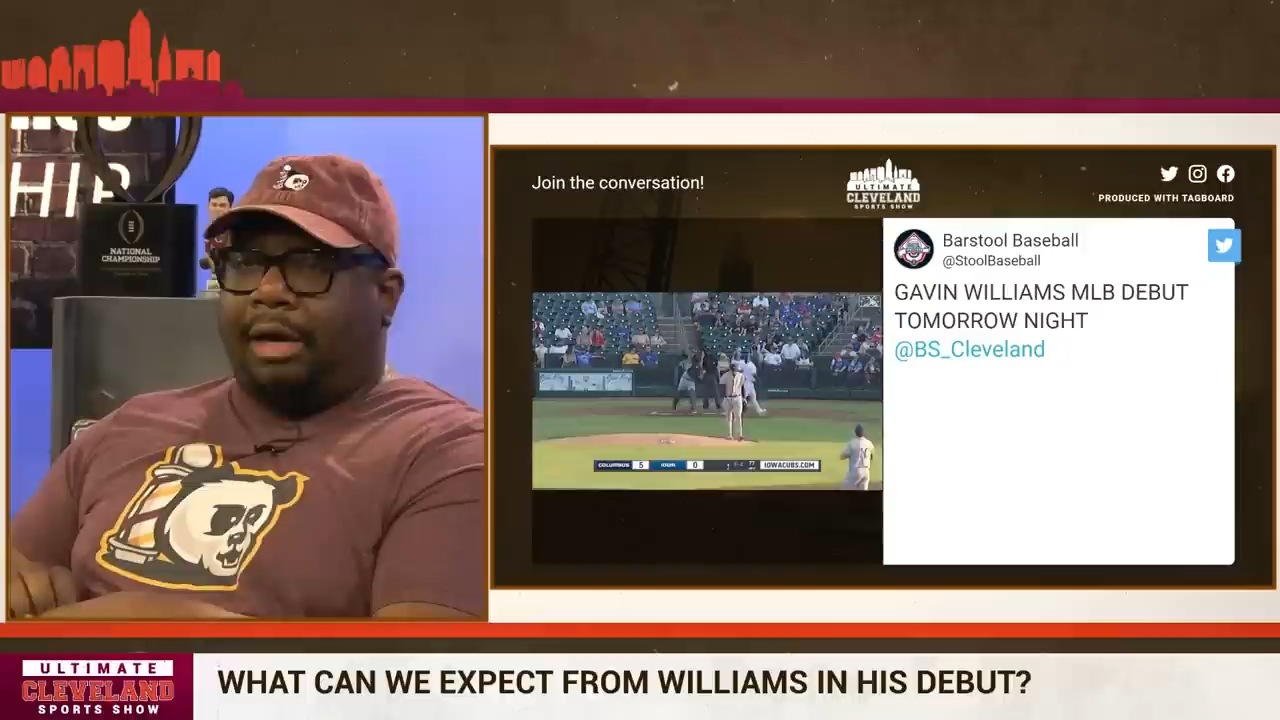 HIP
NATIONAL
CHAMPIONSHIP
Join the conversation!
ULTIMATE
CLEVELAND
SPORTS SHOW
PRODUCED WITH TAGBOARD
Barstool Baseball
@StoolBaseball
GAVIN WILLIAMS MLB DEBUT
TOMORROW NIGHT
@BS_Cleveland
COLUMBUS 5 IOWA 0 IOWACUBS.COM
ULTIMATE
CLEVELAND
SPORTS SHOW
WHAT CAN WE EXPECT FROM WILLIAMS IN HIS DEBUT?